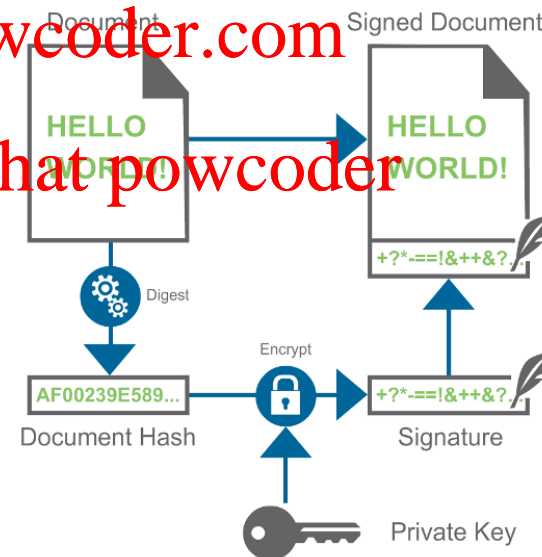 Document
Signed Document
wcoder.com
HELLO
WORLD!
HELLO
WORLD!
hat powcoder
+?*-==!&++&?...
Digest
Encrypt
AF00239E589...
+?*-==!&++&?...
Document Hash
Signature
Private Key